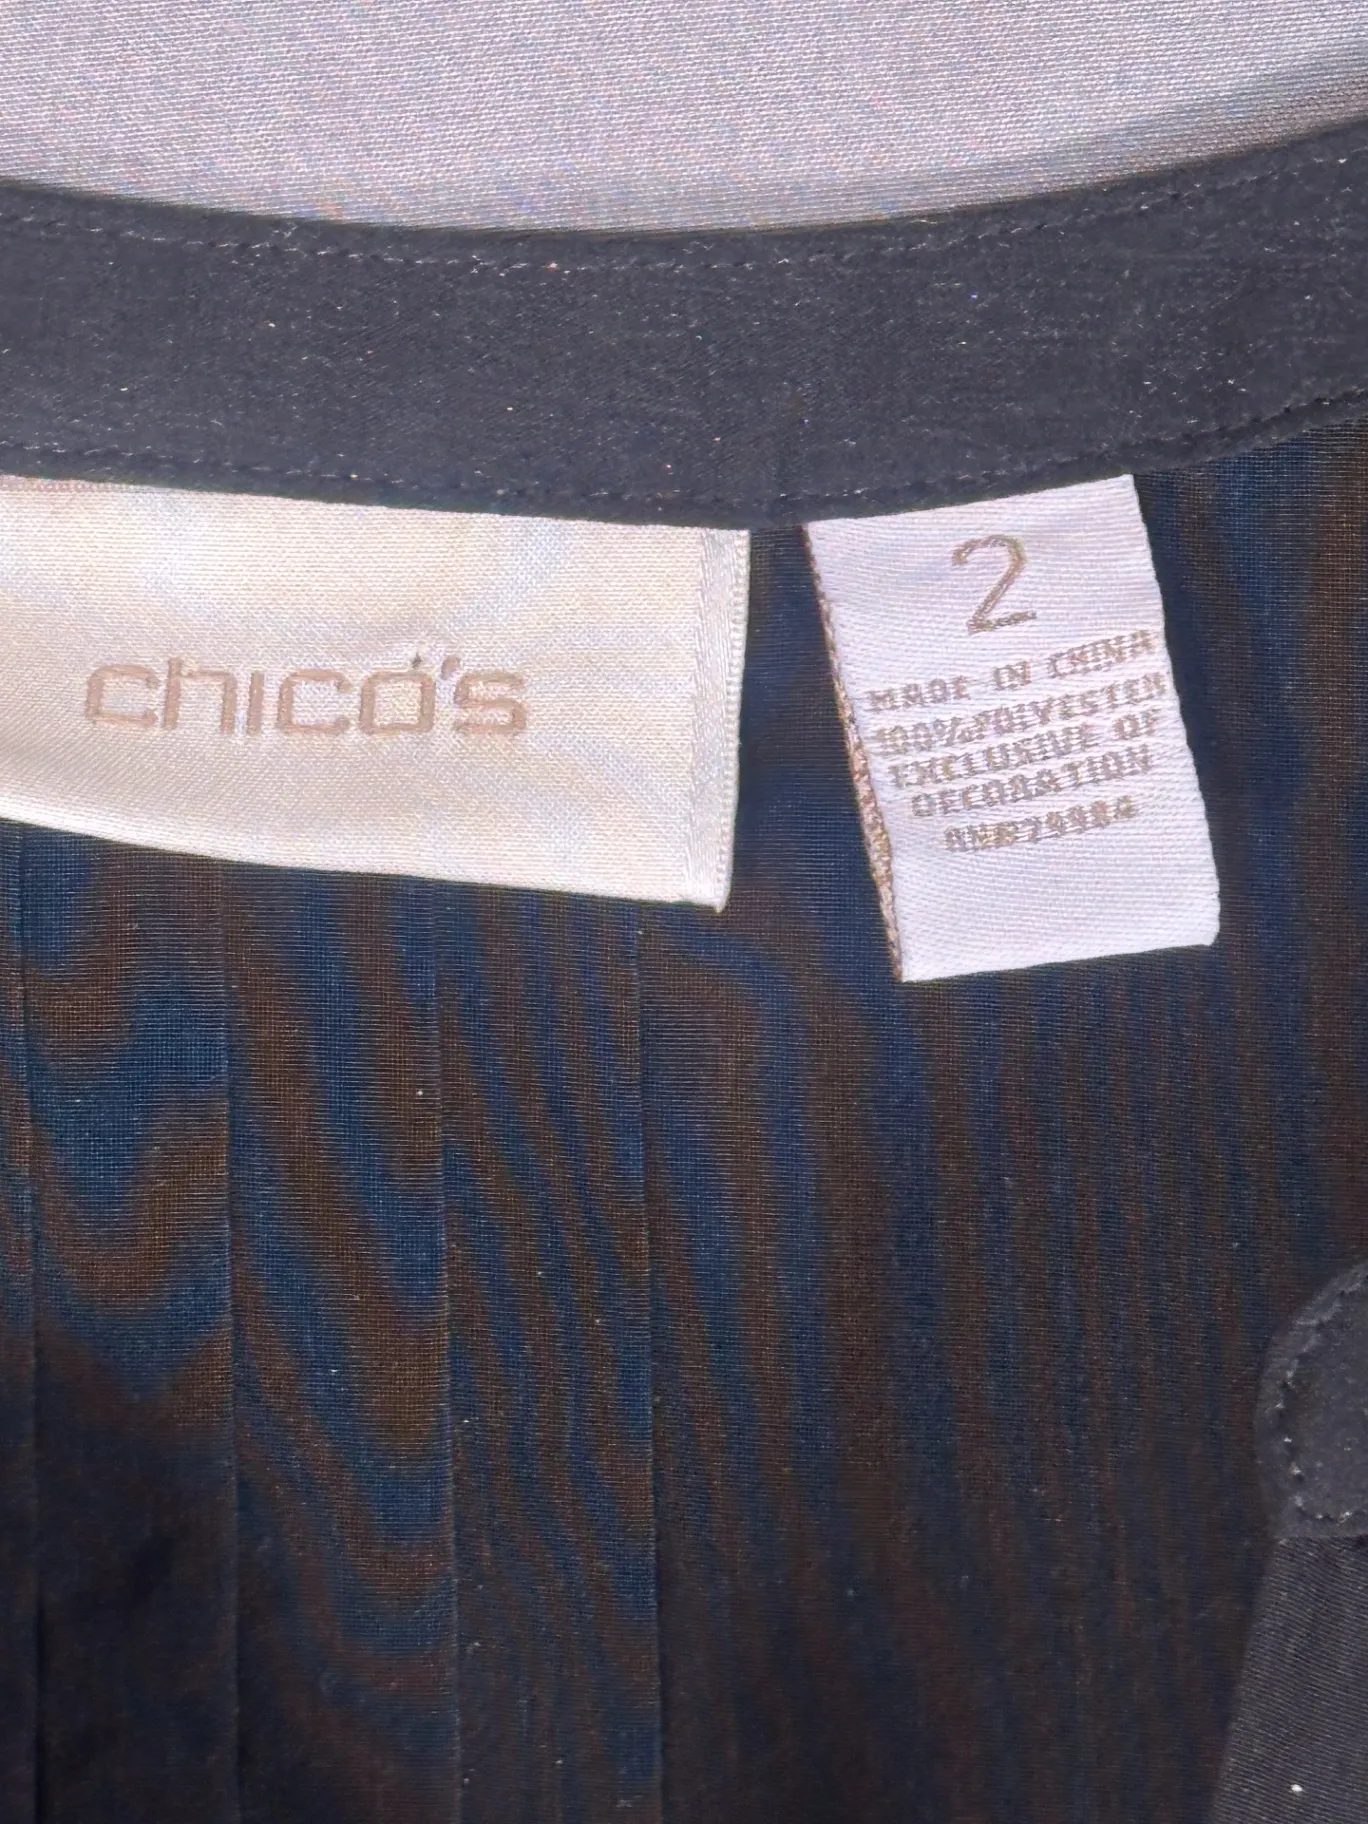 chico's
2
MADE IN CHINA
100% POLYESTER
EXCLUSIVE OF
DECORATION